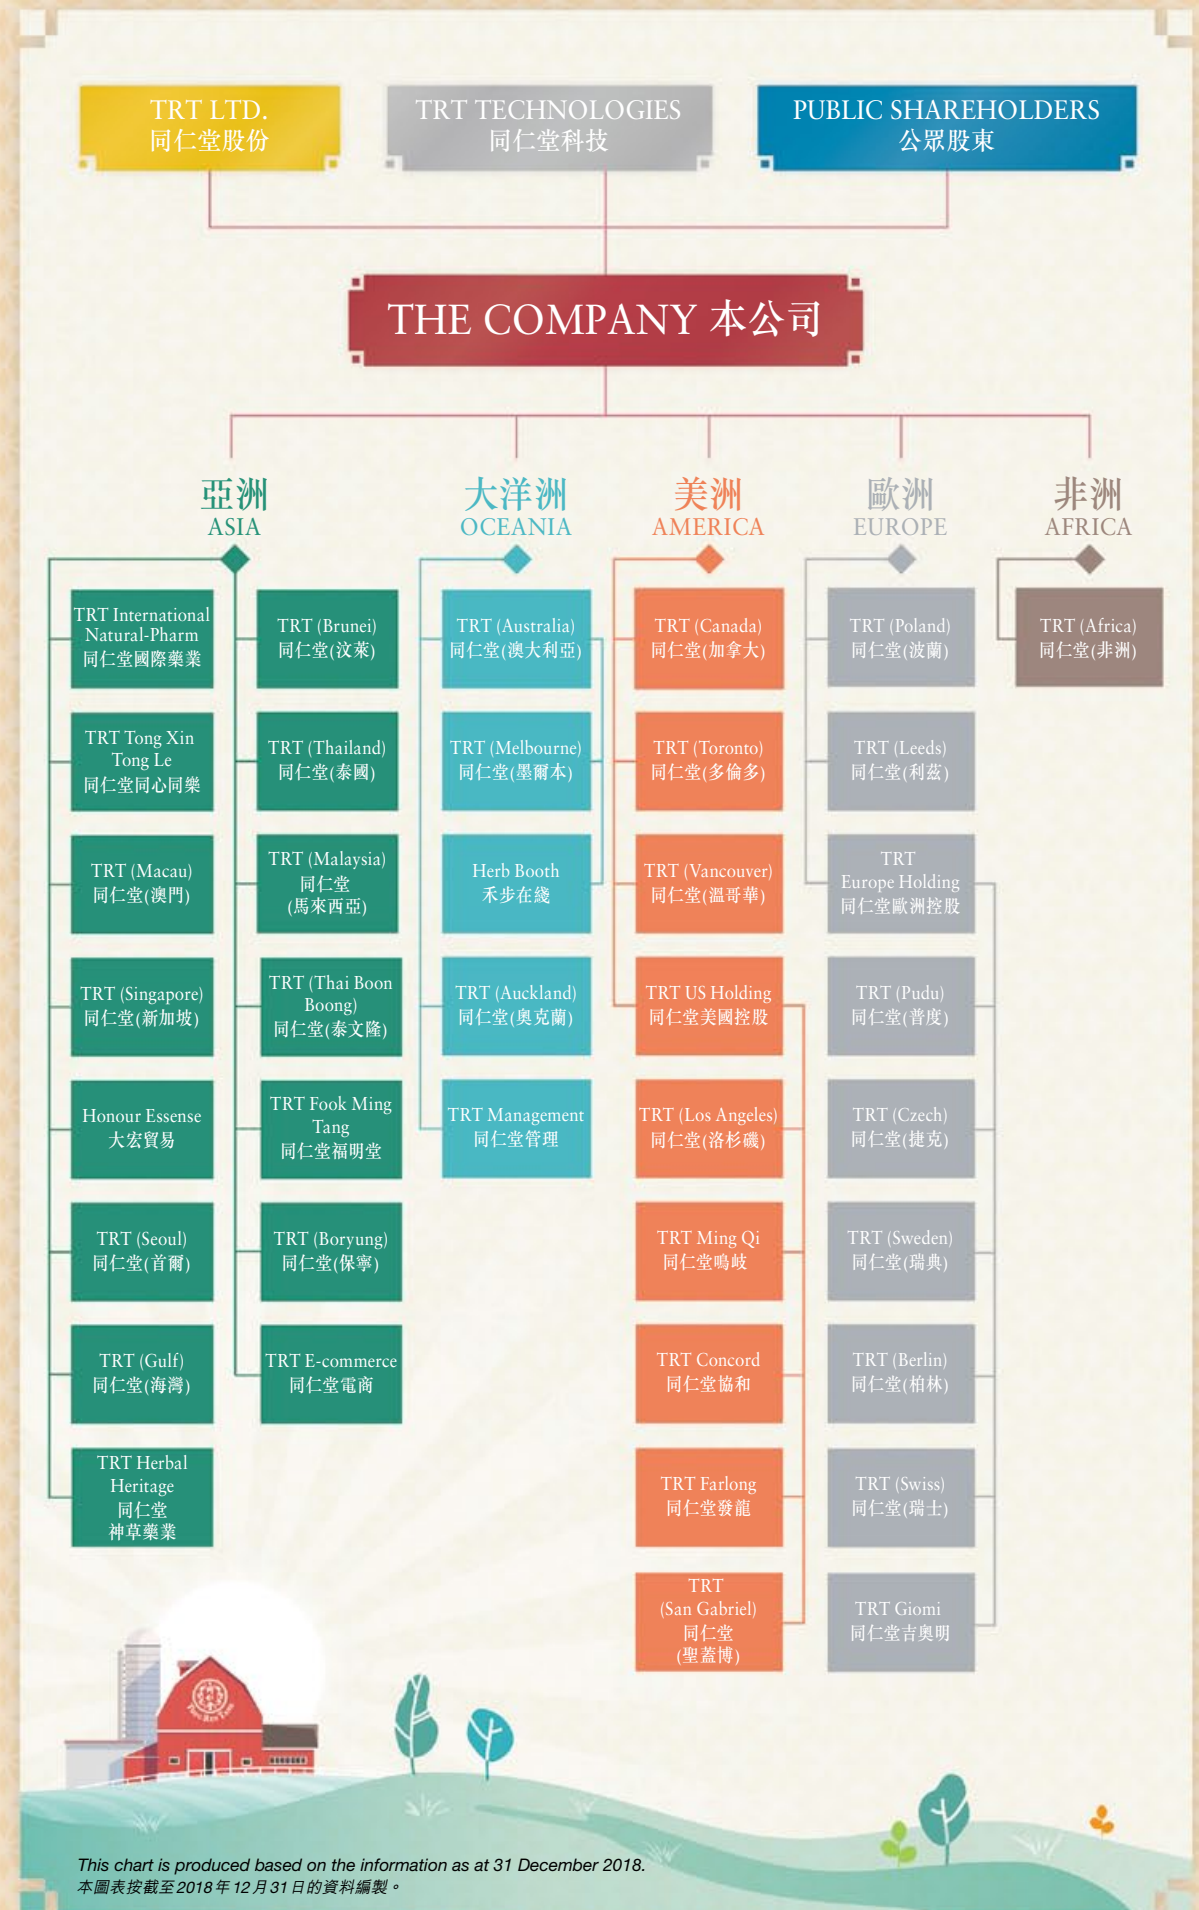 TRT LTD.
同仁堂股份
TRT TECHNOLOGIES
同仁堂科技
PUBLIC SHAREHOLDERS
公眾股東
THE COMPANY 本公司
亞洲
ASIA
大洋洲
OCEANIA
美洲
AMERICA
歐洲
EUROPE
非洲
AFRICA
TRT International
Natural-Pharm
同仁堂國際藥業
TRT Tong Xin
Tong Le
同仁堂同心同樂
TRT (Macau)
同仁堂(澳門)
TRT (Singapore)
同仁堂(新加坡)
Honour Essense
大宏貿易
TRT (Seoul)
同仁堂(首爾)
TRT (Gulf)
同仁堂(海灣)
TRT Herbal
Heritage
同仁堂
神草藥業
TRT (Brunei)
同仁堂(汶萊)
TRT (Thailand)
同仁堂(泰國)
TRT (Malaysia)
同仁堂
(馬來西亞)
TRT (Thai Boon
Boong)
同仁堂(泰文隆)
TRT Fook Ming
Tang
同仁堂福明堂
TRT (Boryung)
同仁堂(保寧)
TRT E-commerce
同仁堂電商
TRT (Australia)
同仁堂(澳大利亞)
TRT (Melbourne)
同仁堂(墨爾本)
Herb Booth
禾步在綫
TRT (Auckland)
同仁堂(奧克蘭)
TRT Management
同仁堂管理
TRT (Canada)
同仁堂(加拿大)
TRT (Toronto)
同仁堂(多倫多)
TRT (Vancouver)
同仁堂(溫哥華)
TRT US Holding
同仁堂美國控股
TRT (Los Angeles)
同仁堂(洛杉磯)
TRT Ming Qi
同仁堂鳴岐
TRT Concord
同仁堂協和
TRT Farlong
同仁堂發龍
TRT
(San Gabriel)
同仁堂
(聖蓋博)
TRT (Poland)
同仁堂(波蘭)
TRT (Leeds)
同仁堂(利茲)
TRT
Europe Holding
同仁堂歐洲控股
TRT (Pudu)
同仁堂(普度)
TRT (Czech)
同仁堂(捷克)
TRT (Sweden)
同仁堂(瑞典)
TRT (Berlin)
同仁堂(柏林)
TRT (Swiss)
同仁堂(瑞士)
TRT Giomi
同仁堂吉奧明
TRT (Africa)
同仁堂(非洲)
TONG REN TANG
This chart is produced based on the information as at 31 December 2018.
本圖表按截至2018年12月31日的資料編製。